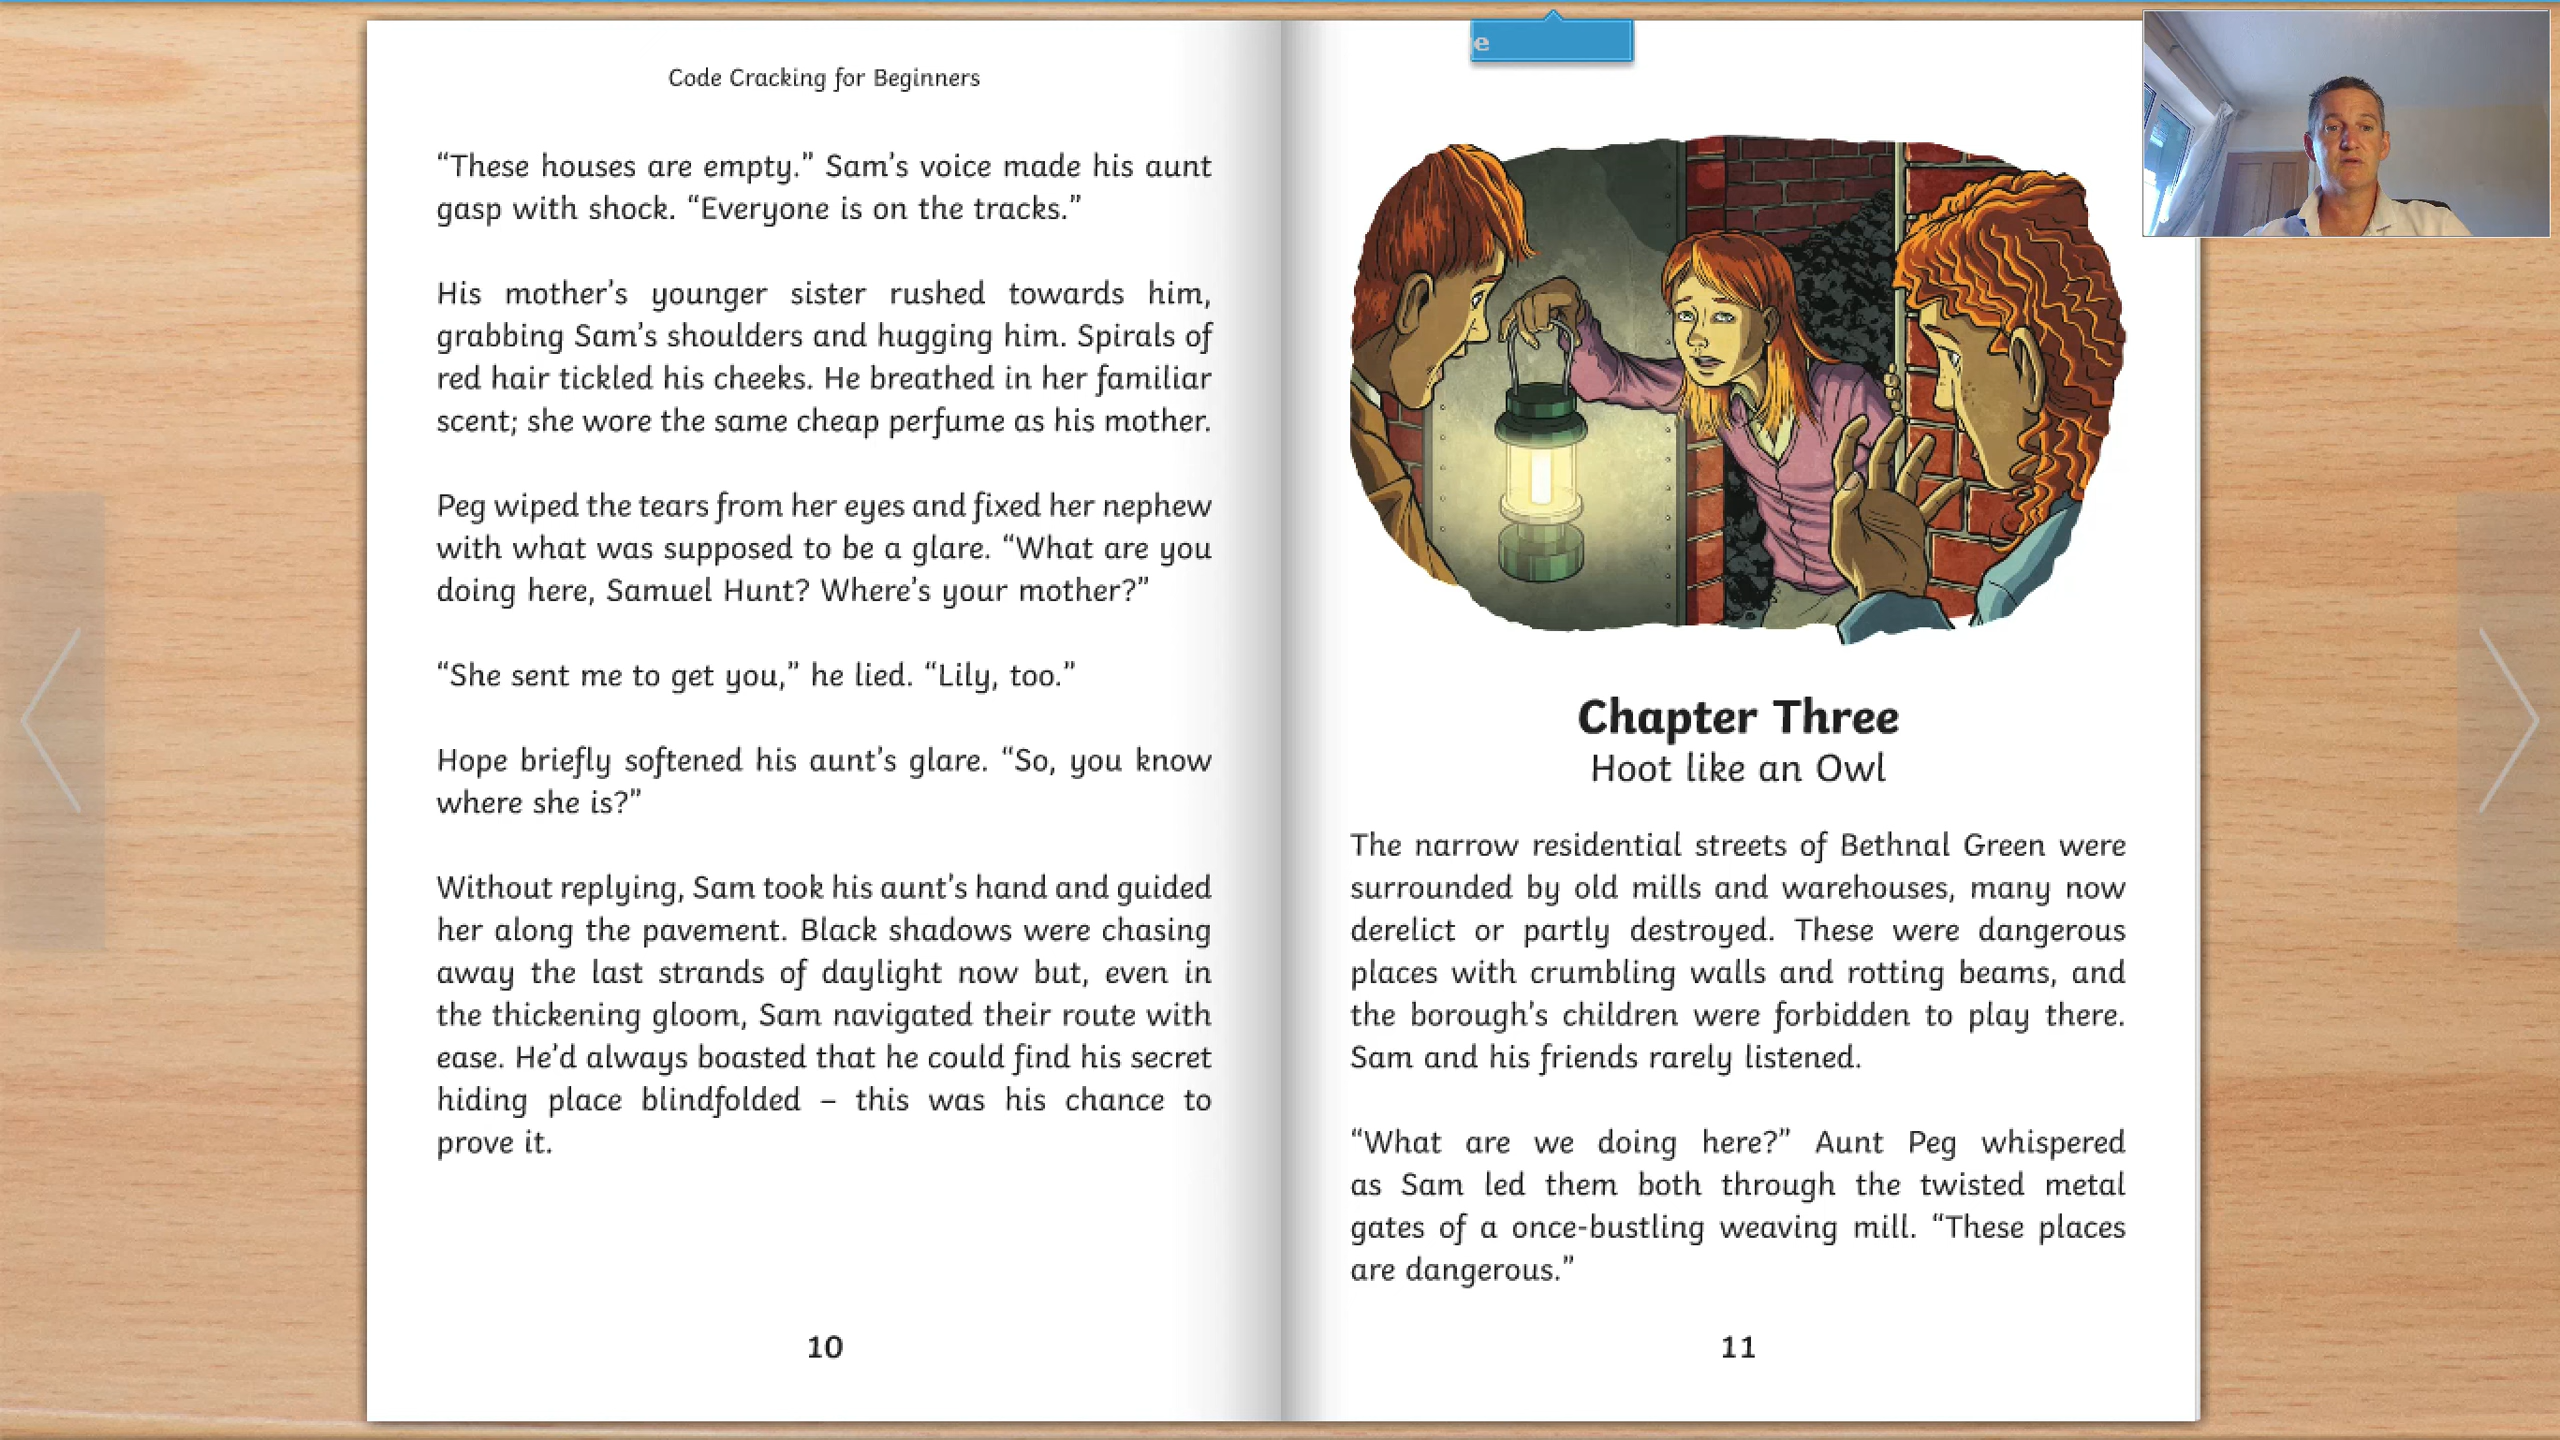 Code Cracking for Beginners
“These houses are empty.” Sam’s voice made his aunt
gasp with shock. “Everyone is on the tracks.”
His mother’s younger sister rushed towards him,
grabbing Sam’s shoulders and hugging him. Spirals of
red hair tickled his cheeks. He breathed in her familiar
scent; she wore the same cheap perfume as his mother.
Peg wiped the tears from her eyes and fixed her nephew
with what was supposed to be a glare. “What are you
doing here, Samuel Hunt? Where’s your mother?”
“She sent me to get you,” he lied. “Lily, too.”
Hope briefly softened his aunt’s glare. “So, you know
where she is?”
Without replying, Sam took his aunt’s hand and guided
her along the pavement. Black shadows were chasing
away the last strands of daylight now but, even in
the thickening gloom, Sam navigated their route with
ease. He’d always boasted that he could find his secret
hiding place blindfolded – this was his chance to
prove it.
10
e
Chapter Three
Hoot like an Owl
The narrow residential streets of Bethnal Green were
surrounded by old mills and warehouses, many now
derelict or partly destroyed. These were dangerous
places with crumbling walls and rotting beams, and
the borough’s children were forbidden to play there.
Sam and his friends rarely listened.
“What are we doing here?” Aunt Peg whispered
as Sam led them both through the twisted metal
gates of a once-bustling weaving mill. “These places
are dangerous.”
11